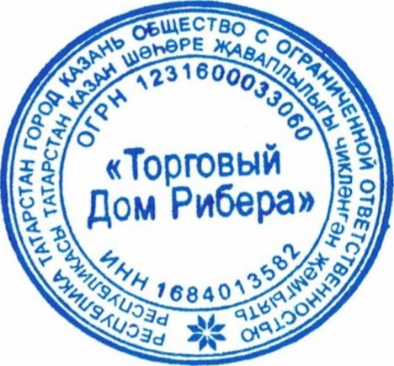 РЕСПУБЛИКА ТАТАРСТАН ГОРОД КАЗАНЬ ОБЩЕСТВО С ОГРАНИЧЕННОЙ ОТВЕТСТВЕННОСТЬЮ
РЕСПУБЛИКАСЫ ТАТАРСТАН КАЗАН ШӘҺӘРЕ ҖАВАПЛЫЛЫГЫ ЧИКЛӘНГӘН ҖӘМГЫЯТЬ
ОГРН 1231600033060
«Торговый
Дом Рибера»
ИНН 1684013582